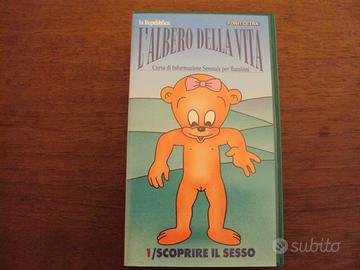 la Repubblica
FONIT CETRA
L'ALBERO DELLA VITA
Corso di Informazione Sessuale per Bambini
1/SCOPRIRE IL SESSO
subito